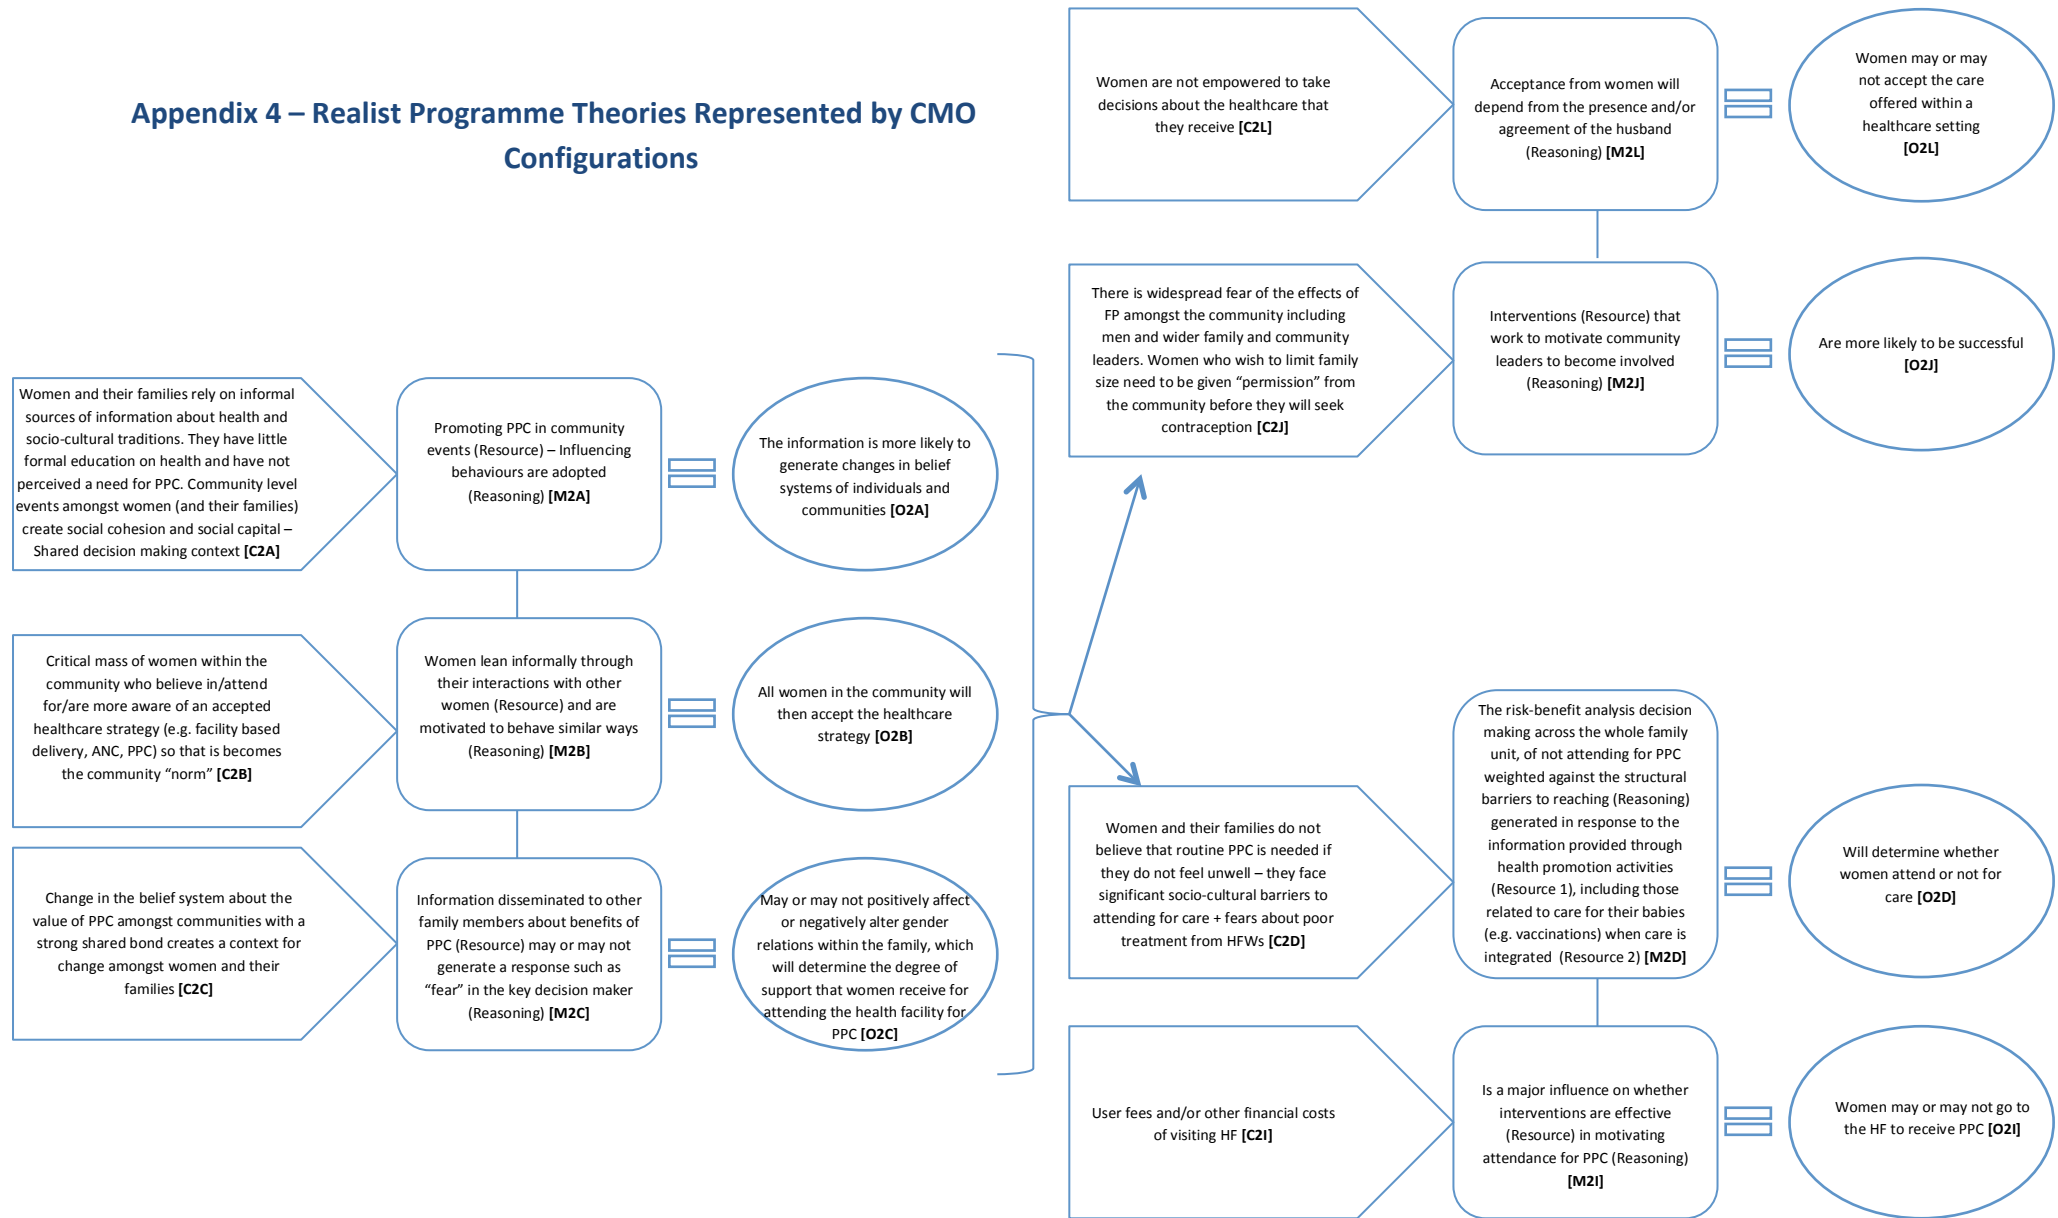 Appendix 4 – Realist Programme Theories Represented by CMO
Configurations
Women and their families rely on informal
sources of information about health and
socio-cultural traditions. They have little
formal education on health and have not
perceived a need for PPC. Community level
events amongst women (and their families)
create social cohesion and social capital –
Shared decision making context [C2A]
Promoting PPC in community
events (Resource) – Influencing
behaviours are adopted
(Reasoning) [M2A]
The information is more likely to
generate changes in belief
systems of individuals and
communities [O2A]
Critical mass of women within the
community who believe in/attend
for/are more aware of an accepted
healthcare strategy (e.g. facility based
delivery, ANC, PPC) so that is becomes
the community “norm” [C2B]
Women lean informally through
their interactions with other
women (Resource) and are
motivated to behave similar ways
(Reasoning) [M2B]
All women in the community will
then accept the healthcare
strategy [O2B]
Change in the belief system about the
value of PPC amongst communities with a
strong shared bond creates a context for
change amongst women and their
families [C2C]
Information disseminated to other
family members about benefits of
PPC (Resource) may or may not
generate a response such as
“fear” in the key decision maker
(Reasoning) [M2C]
May or may not positively affect
or negatively alter gender
relations within the family, which
will determine the degree of
support that women receive for
attending the health facility for
PPC [O2C]
Women are not empowered to take
decisions about the healthcare that
they receive [C2L]
Acceptance from women will
depend from the presence and/or
agreement of the husband
(Reasoning) [M2L]
Women may or may
not accept the care
offered within a
healthcare setting
[O2L]
There is widespread fear of the effects of
FP amongst the community including
men and wider family and community
leaders. Women who wish to limit family
size need to be given “permission” from
the community before they will seek
contraception [C2J]
Interventions (Resource) that
work to motivate community
leaders to become involved
(Reasoning) [M2J]
Are more likely to be successful
[O2J]
Women and their families do not
believe that routine PPC is needed if
they do not feel unwell – they face
significant socio-cultural barriers to
attending for care + fears about poor
treatment from HFWs [C2D]
The risk-benefit analysis decision
making across the whole family
unit, of not attending for PPC
weighted against the structural
barriers to reaching (Reasoning)
generated in response to the
information provided through
health promotion activities
(Resource 1), including those
related to care for their babies
(e.g. vaccinations) when care is
integrated (Resource 2) [M2D]
Will determine whether
women attend or not for
care [O2D]
User fees and/or other financial costs
of visiting HF [C2I]
Is a major influence on whether
interventions are effective
(Resource) in motivating
attendance for PPC (Reasoning)
[M2I]
Women may or may not go to
the HF to receive PPC [O2I]